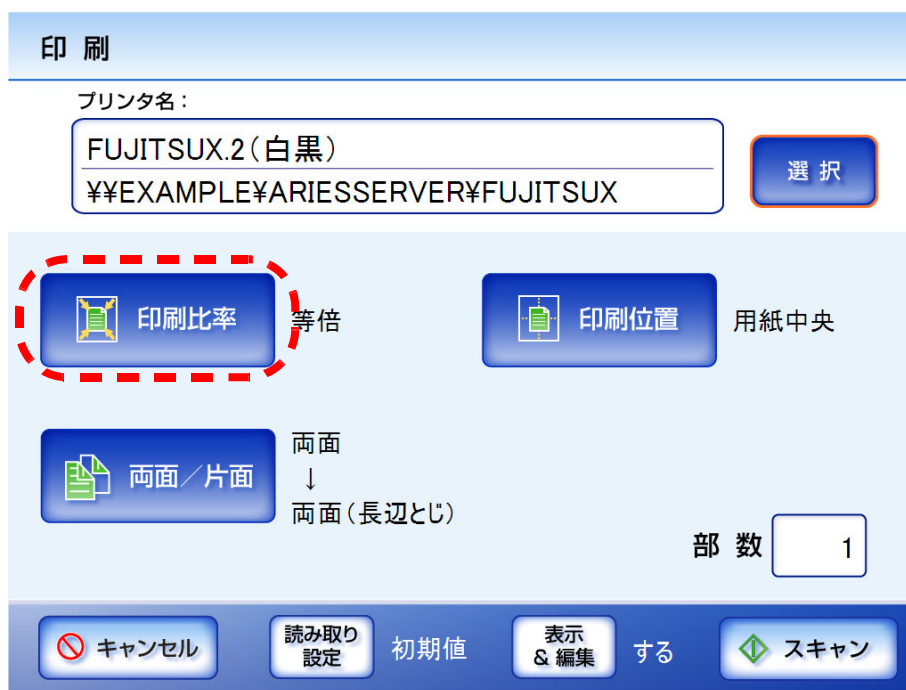 印 刷
プリンタ名：
FUJITSUX.2（白黒）
¥¥EXAMPLE¥ARIESSERVER¥FUJITSUX
選 択
印刷比率
等倍
印刷位置
用紙中央
両面／片面
両面
↓
両面（長辺とじ）
部 数
1
キャンセル
読み取り
設定
初期値
表示
& 編集
する
スキャン